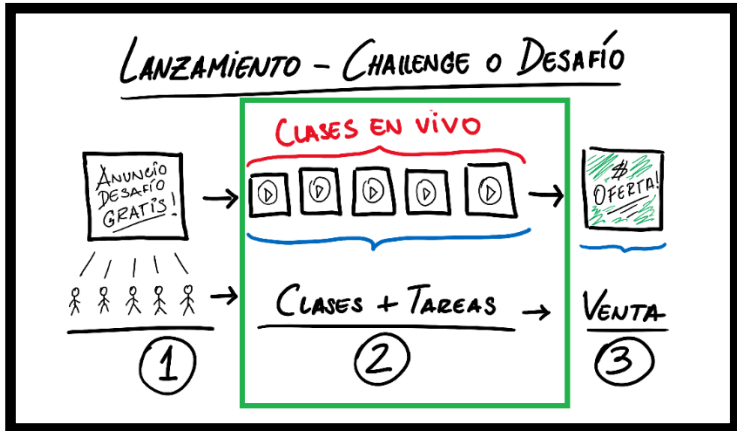 LANZAMIENTO - CHALLENGE O DESAFÍO
CLASES EN VIVO
ANUNCIO
DESAFÍO
GRATIS!
$
OFERTA!
CLASES + TAREAS
VENTA
1
2
3